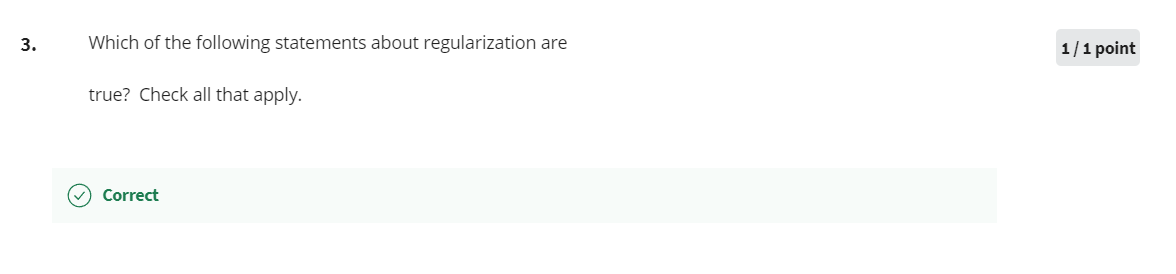 3.
Which of the following statements about regularization are
1 / 1 point
true? Check all that apply.
Correct